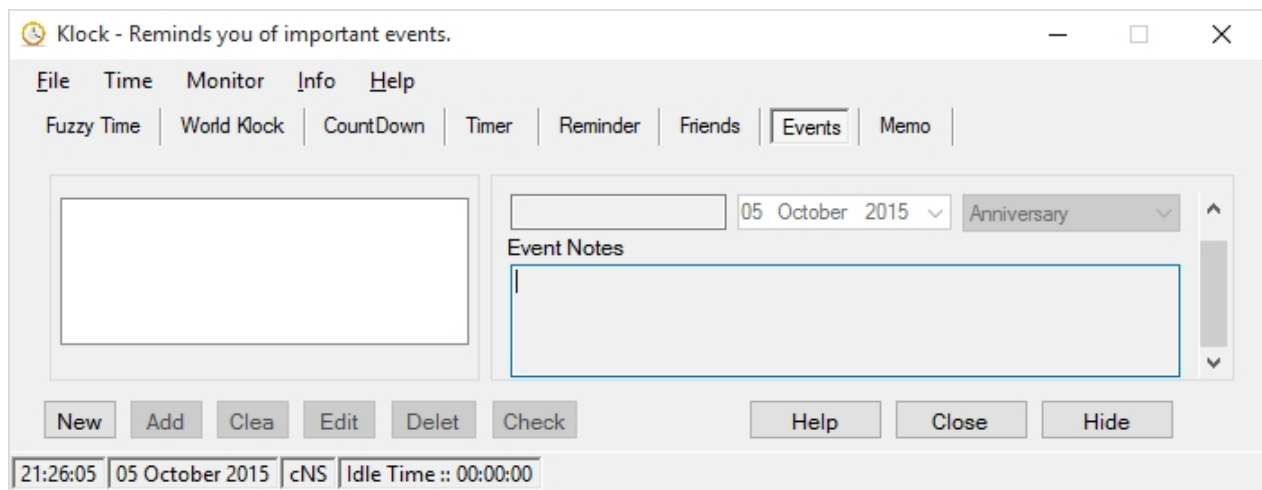 Klock - Reminds you of important events.
File Time Monitor Info Help
Fuzzy Time World Klock CountDown Timer Reminder Friends Events Memo
05 October 2015 Anniversary
Event Notes
New Add Clea Edit Delet Check Help Close Hide
21:26:05 05 October 2015 cNS Idle Time :: 00:00:00